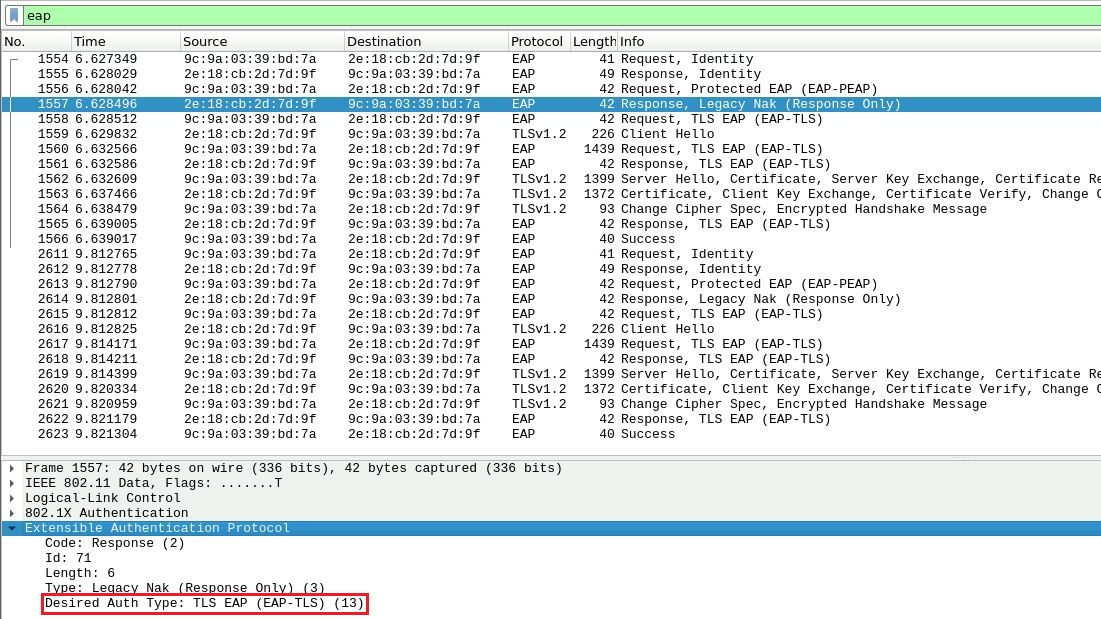 eap
No. Time Source Destination Protocol Length Info
1554 6.627349 9c:9a:03:39:bd:7a 2e:18:cb:2d:7d:9f EAP 41 Request, Identity
1555 6.628029 2e:18:cb:2d:7d:9f 9c:9a:03:39:bd:7a EAP 49 Response, Identity
1556 6.628042 9c:9a:03:39:bd:7a 2e:18:cb:2d:7d:9f EAP 42 Request, Protected EAP (EAP-PEAP)
1557 6.628496 2e:18:cb:2d:7d:9f 9c:9a:03:39:bd:7a EAP 42 Response, Legacy Nak (Response Only)
1558 6.628512 9c:9a:03:39:bd:7a 2e:18:cb:2d:7d:9f EAP 42 Request, TLS EAP (EAP-TLS)
1559 6.629832 2e:18:cb:2d:7d:9f 9c:9a:03:39:bd:7a TLSv1.2 226 Client Hello
1560 6.632566 9c:9a:03:39:bd:7a 2e:18:cb:2d:7d:9f EAP 1439 Request, TLS EAP (EAP-TLS)
1561 6.632586 2e:18:cb:2d:7d:9f 9c:9a:03:39:bd:7a EAP 42 Response, TLS EAP (EAP-TLS)
1562 6.632609 9c:9a:03:39:bd:7a 2e:18:cb:2d:7d:9f TLSv1.2 1399 Server Hello, Certificate, Server Key Exchange, Certificate Re
1563 6.637466 2e:18:cb:2d:7d:9f 9c:9a:03:39:bd:7a TLSv1.2 1372 Certificate, Client Key Exchange, Certificate Verify, Change C
1564 6.638479 9c:9a:03:39:bd:7a 2e:18:cb:2d:7d:9f TLSv1.2 93 Change Cipher Spec, Encrypted Handshake Message
1565 6.639005 2e:18:cb:2d:7d:9f 9c:9a:03:39:bd:7a EAP 42 Response, TLS EAP (EAP-TLS)
1566 6.639017 9c:9a:03:39:bd:7a 2e:18:cb:2d:7d:9f EAP 40 Success
2611 9.812765 9c:9a:03:39:bd:7a 2e:18:cb:2d:7d:9f EAP 41 Request, Identity
2612 9.812778 2e:18:cb:2d:7d:9f 9c:9a:03:39:bd:7a EAP 49 Response, Identity
2613 9.812790 9c:9a:03:39:bd:7a 2e:18:cb:2d:7d:9f EAP 42 Request, Protected EAP (EAP-PEAP)
2614 9.812801 2e:18:cb:2d:7d:9f 9c:9a:03:39:bd:7a EAP 42 Response, Legacy Nak (Response Only)
2615 9.812812 9c:9a:03:39:bd:7a 2e:18:cb:2d:7d:9f EAP 42 Request, TLS EAP (EAP-TLS)
2616 9.812825 2e:18:cb:2d:7d:9f 9c:9a:03:39:bd:7a TLSv1.2 226 Client Hello
2617 9.814171 9c:9a:03:39:bd:7a 2e:18:cb:2d:7d:9f EAP 1439 Request, TLS EAP (EAP-TLS)
2618 9.814211 2e:18:cb:2d:7d:9f 9c:9a:03:39:bd:7a EAP 42 Response, TLS EAP (EAP-TLS)
2619 9.814399 9c:9a:03:39:bd:7a 2e:18:cb:2d:7d:9f TLSv1.2 1399 Server Hello, Certificate, Server Key Exchange, Certificate Re
2620 9.820334 2e:18:cb:2d:7d:9f 9c:9a:03:39:bd:7a TLSv1.2 1372 Certificate, Client Key Exchange, Certificate Verify, Change C
2621 9.820959 9c:9a:03:39:bd:7a 2e:18:cb:2d:7d:9f TLSv1.2 93 Change Cipher Spec, Encrypted Handshake Message
2622 9.821179 2e:18:cb:2d:7d:9f 9c:9a:03:39:bd:7a EAP 42 Response, TLS EAP (EAP-TLS)
2623 9.821304 9c:9a:03:39:bd:7a 2e:18:cb:2d:7d:9f EAP 40 Success
Frame 1557: 42 bytes on wire (336 bits), 42 bytes captured (336 bits)
IEEE 802.11 Data, Flags: .......T
Logical-Link Control
802.1X Authentication
Extensible Authentication Protocol
Code: Response (2)
Id: 71
Length: 6
Type: Legacy Nak (Response Only) (3)
Desired Auth Type: TLS EAP (EAP-TLS) (13)